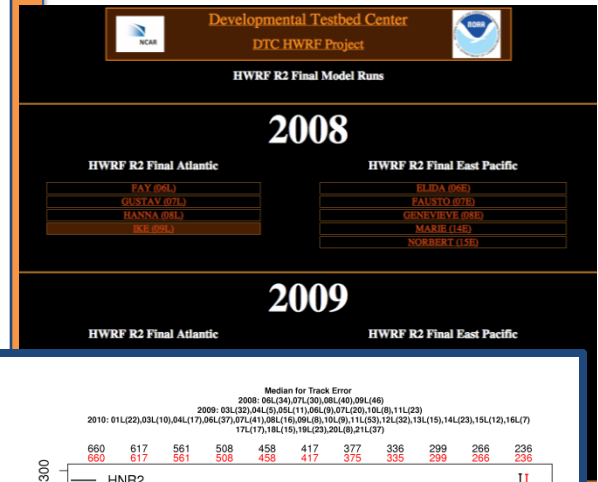 Developmental Testbed Center
DTC HWRF Project
NCAR
NOAA
HWRF R2 Final Model Runs
2008
HWRF R2 Final Atlantic
HWRF R2 Final East Pacific
FAY (06L)
GUSTAV (07L)
HANNA (08L)
IKE (09L)
ELIDA (06E)
FAUSTO (07E)
GENEVIEVE (08E)
MARIE (14E)
NORBERT (15E)
2009
HWRF R2 Final Atlantic
HWRF R2 Final East Pacific
Median for Track Error
2008: 06L(34),07L(30),08L(40),09L(46)
2009: 03L(32),04L(5),05L(11),06L(9),07L(20),10L(8),11L(23)
2010: 01L(22),03L(10),04L(17),06L(37),07L(41),08L(16),09L(8),10L(9),11L(53),12L(32),13L(15),14L(23),15L(12),16L(7)
17L(17),18L(15),19L(23),20L(8),21L(37)
660 617 561 508 458 417 377 336 299 266 236
660 617 561 508 458 417 375 335 299 266 236
300
HNR2